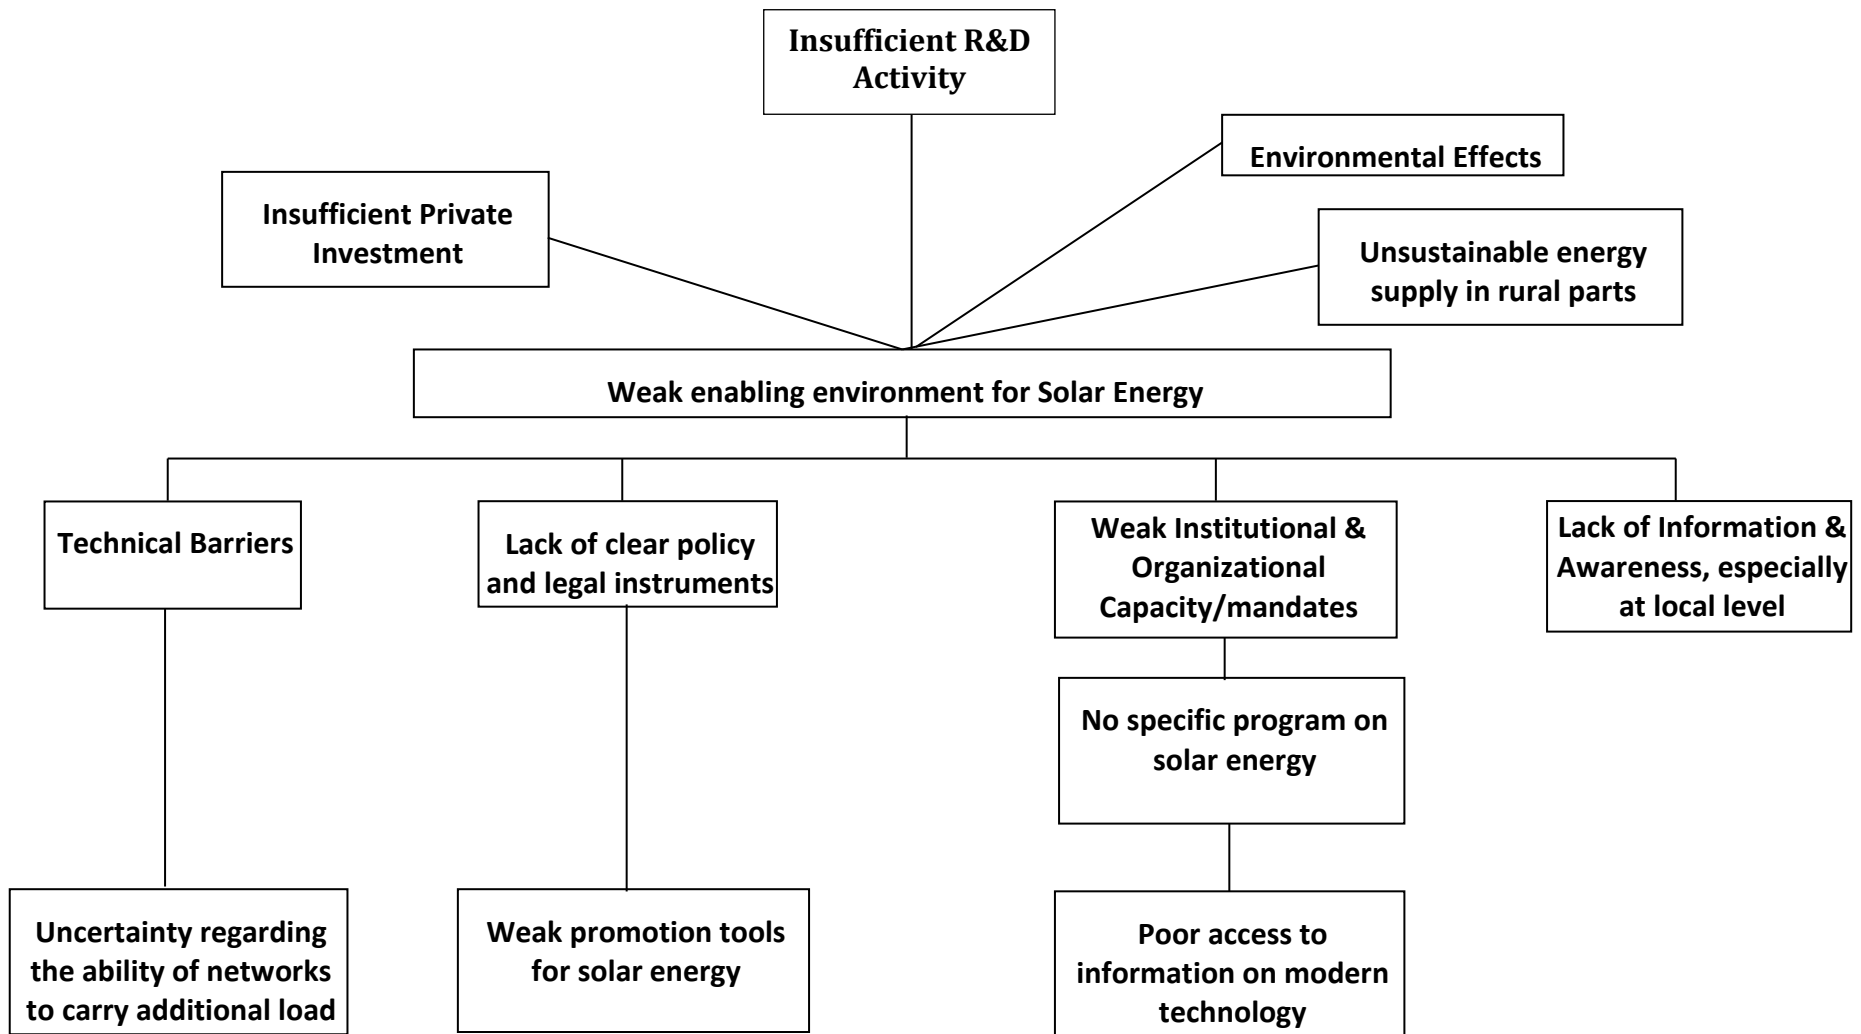 Insufficient R&D
Activity
Environmental Effects
Insufficient Private
Investment
Unsustainable energy
supply in rural parts
Weak enabling environment for Solar Energy
Technical Barriers
Lack of clear policy
and legal instruments
Weak Institutional &
Organizational
Capacity/mandates
Lack of Information &
Awareness, especially
at local level
No specific program on
solar energy
Uncertainty regarding
the ability of networks
to carry additional load
Weak promotion tools
for solar energy
Poor access to
information on modern
technology